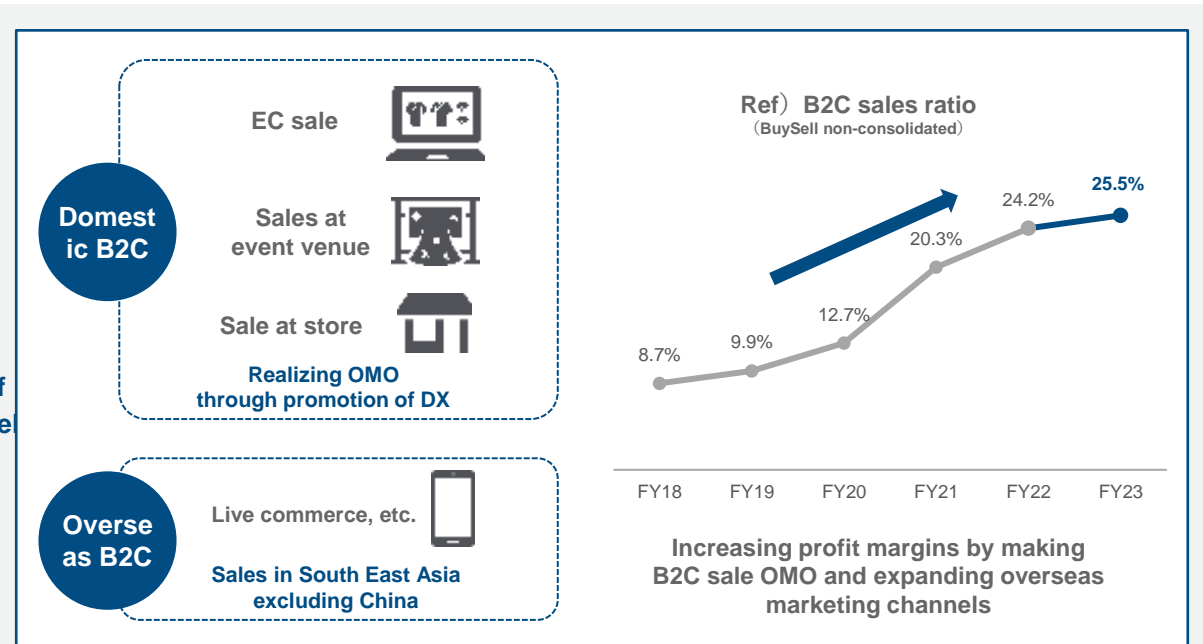 Domest
ic B2C
EC sale
Sales at
event venue
Sale at store
Realizing OMO
through promotion of DX
f
el
Overse
as B2C
Live commerce, etc.
Sales in South East Asia
excluding China
Ref）B2C sales ratio
（BuySell non-consolidated）
8.7%
9.9%
12.7%
20.3%
24.2%
25.5%
FY18
FY19
FY20
FY21
FY22
FY23
Increasing profit margins by making
B2C sale OMO and expanding overseas
marketing channels